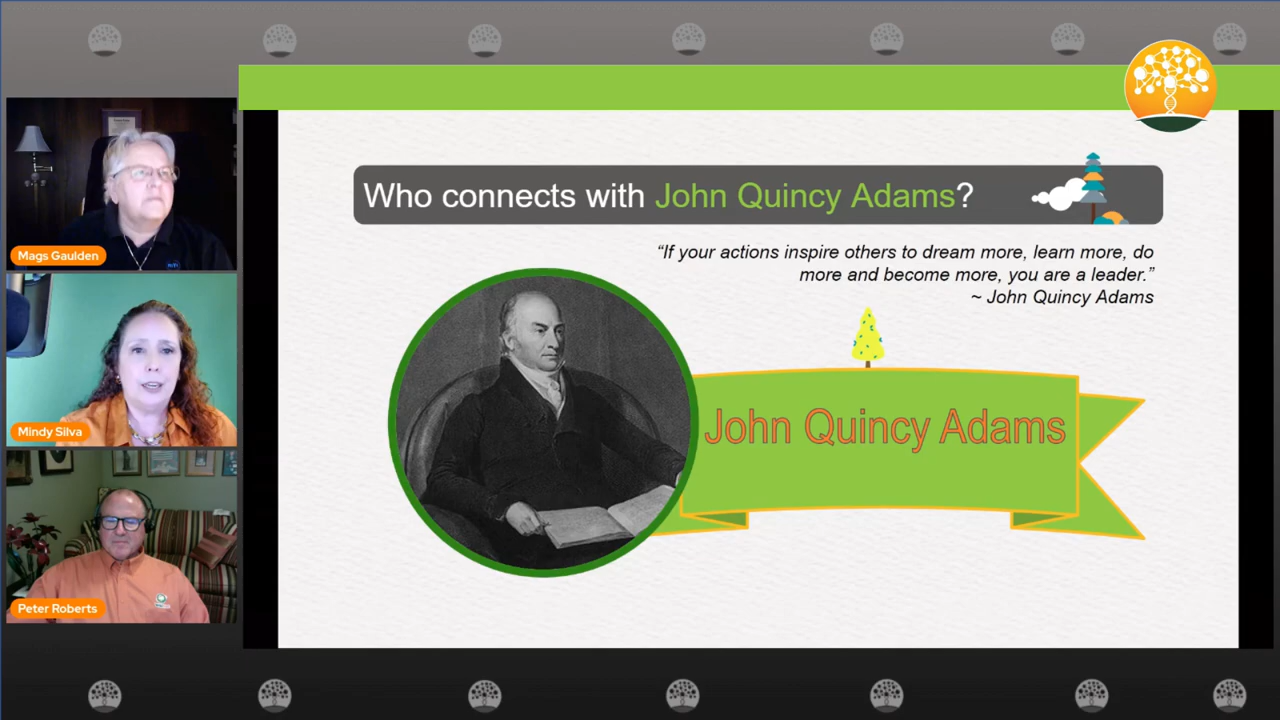 Who connects with John Quincy Adams?
“If your actions inspire others to dream more, learn more, do
more and become more, you are a leader.”
~ John Quincy Adams
John Quincy Adams
Mags Gaulden
Mindy Silva
Peter Roberts